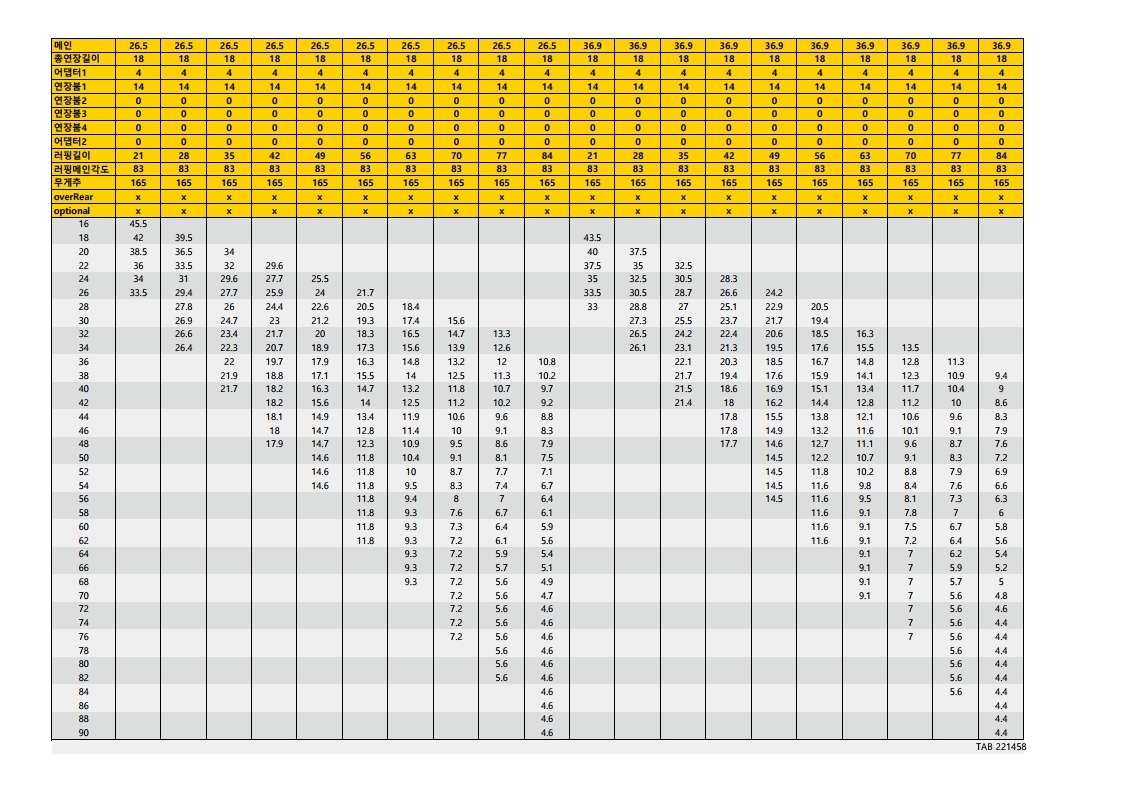 메인 26.5 26.5 26.5 26.5 26.5 26.5 26.5 26.5 26.5 26.5 36.9 36.9 36.9 36.9 36.9 36.9 36.9 36.9 36.9 36.9
총연장길이 18 18 18 18 18 18 18 18 18 18 18 18 18 18 18 18 18 18 18 18
어댑터1 4 4 4 4 4 4 4 4 4 4 4 4 4 4 4 4 4 4 4 4
연장붐1 14 14 14 14 14 14 14 14 14 14 14 14 14 14 14 14 14 14 14 14
연장붐2 0 0 0 0 0 0 0 0 0 0 0 0 0 0 0 0 0 0 0 0
연장붐3 0 0 0 0 0 0 0 0 0 0 0 0 0 0 0 0 0 0 0 0
연장붐4 0 0 0 0 0 0 0 0 0 0 0 0 0 0 0 0 0 0 0 0
어댑터2 0 0 0 0 0 0 0 0 0 0 0 0 0 0 0 0 0 0 0 0
러핑길이 21 28 35 42 49 56 63 70 77 84 21 28 35 42 49 56 63 70 77 84
러핑메인각도 83 83 83 83 83 83 83 83 83 83 83 83 83 83 83 83 83 83 83 83
무게추 165 165 165 165 165 165 165 165 165 165 165 165 165 165 165 165 165 165 165 165
overRear x x x x x x x x x x x x x x x x x x x x
optional x x x x x x x x x x x x x x x x x x x x
16 45.5
18 42 39.5 43.5
20 38.5 36.5 34 40 37.5
22 36 33.5 32 29.6 37.5 35 32.5
24 34 31 29.6 27.7 25.5 35 32.5 30.5 28.3
26 33.5 29.4 27.7 25.9 24 21.7 33.5 30.5 28.7 26.6 24.2
28 27.8 26 24.4 22.6 20.5 18.4 33 28.8 27 25.1 22.9 20.5
30 26.9 24.7 23 21.2 19.3 17.4 15.6 27.3 25.5 23.7 21.7 19.4
32 26.6 23.4 21.7 20 18.3 16.5 14.7 13.3 26.5 24.2 22.4 20.6 18.5 16.3
34 26.4 22.3 20.7 18.9 17.3 15.6 13.9 12.6 26.1 23.1 21.3 19.5 17.6 15.5 13.5
36 22 19.7 17.9 16.3 14.8 13.2 12 10.8 22.1 20.3 18.5 16.7 14.8 12.8 11.3
38 21.9 18.8 17.1 15.5 14 12.5 11.3 10.2 21.7 19.4 17.6 15.9 14.1 12.3 10.9 9.4
40 21.7 18.2 16.3 14.7 13.2 11.8 10.7 9.7 21.5 18.6 16.9 15.1 13.4 11.7 10.4 9
42 18.2 15.6 14 12.5 11.2 10.2 9.2 21.4 18 16.2 14.4 12.8 11.2 10 8.6
44 18.1 14.9 13.4 11.9 10.6 9.6 8.8 17.8 15.5 13.8 12.1 10.6 9.6 8.3
46 18 14.7 12.8 11.4 10 9.1 8.3 17.8 14.9 13.2 11.6 10.1 9.1 7.9
48 17.9 14.7 12.3 10.9 9.5 8.6 7.9 17.7 14.6 12.7 11.1 9.6 8.7 7.6
50 14.6 11.8 10.4 9.1 8.1 7.5 14.5 12.2 10.7 9.1 8.3 7.2
52 14.6 11.8 10 8.7 7.7 7.1 14.5 11.8 10.2 8.8 7.9 6.9
54 14.6 11.8 9.5 8.3 7.4 6.7 14.5 11.6 9.8 8.4 7.6 6.6
56 11.8 9.4 8 7 6.4 14.5 11.6 9.5 8.1 7.3 6.3
58 11.8 9.3 7.6 6.7 6.1 11.6 9.1 7.8 7 6
60 11.8 9.3 7.3 6.4 5.9 11.6 9.1 7.5 6.7 5.8
62 11.8 9.3 7.2 6.1 5.6 11.6 9.1 7.2 6.4 5.6
64 9.3 7.2 5.9 5.4 9.1 7 6.2 5.4
66 9.3 7.2 5.7 5.1 9.1 7 5.9 5.2
68 9.3 7.2 5.6 4.9 9.1 7 5.7 5
70 7.2 5.6 4.7 9.1 7 5.6 4.8
72 7.2 5.6 4.6 7 5.6 4.6
74 7.2 5.6 4.6 7 5.6 4.4
76 7.2 5.6 4.6 7 5.6 4.4
78 5.6 4.6 5.6 4.4
80 5.6 4.6 5.6 4.4
82 5.6 4.6 5.6 4.4
84 4.6 5.6 4.4
86 4.6 4.4
88 4.6 4.4
90 4.6 4.4
TAB 221458